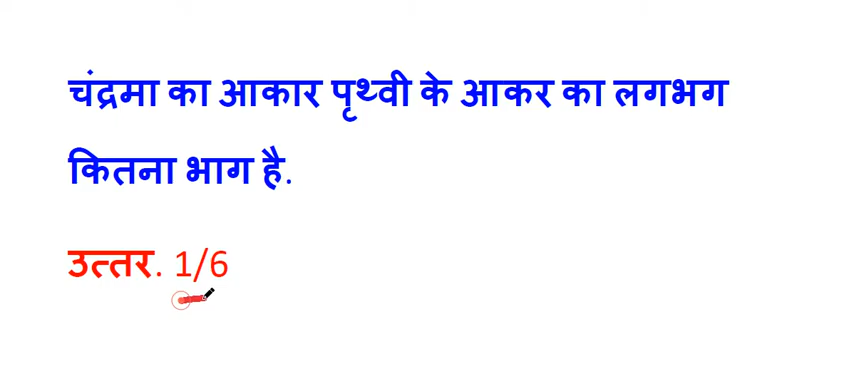 चंद्रमा का आकार पृथ्वी के आकर का लगभग
कितना भाग है.
उत्तर. 1/6